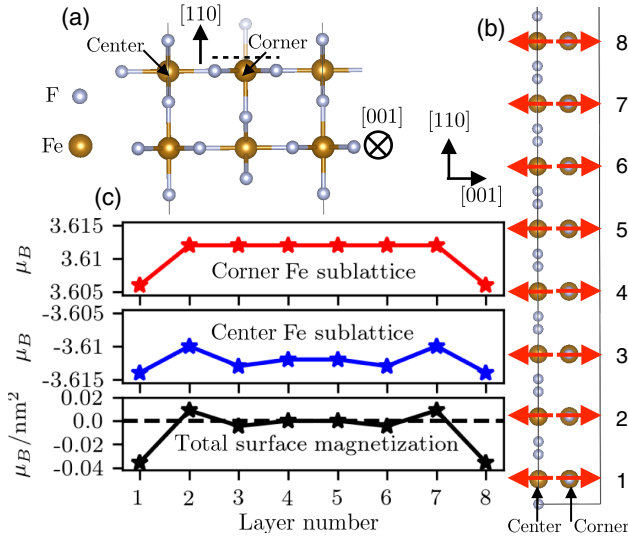 (a)
[110]
Center
Corner
F
Fe
[001]
[110]
[001]
(b)
8
7
6
5
4
3
2
1
Center
Corner
(c)
3.615
3.61
3.605
μB
Corner Fe sublattice
-3.605
-3.61
-3.615
μB
Center Fe sublattice
0.02
0.0
-0.02
-0.04
μB/nm²
Total surface magnetization
1 2 3 4 5 6 7 8
Layer number